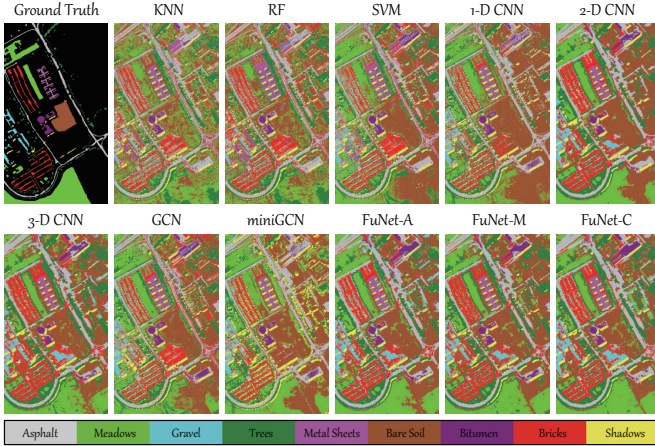 Ground Truth KNN RF SVM 1-D CNN 2-D CNN
3-D CNN GCN miniGCN FuNet-A FuNet-M FuNet-C
Asphalt Meadows Gravel Trees Metal Sheets Bare Soil Bitumen Bricks Shadows